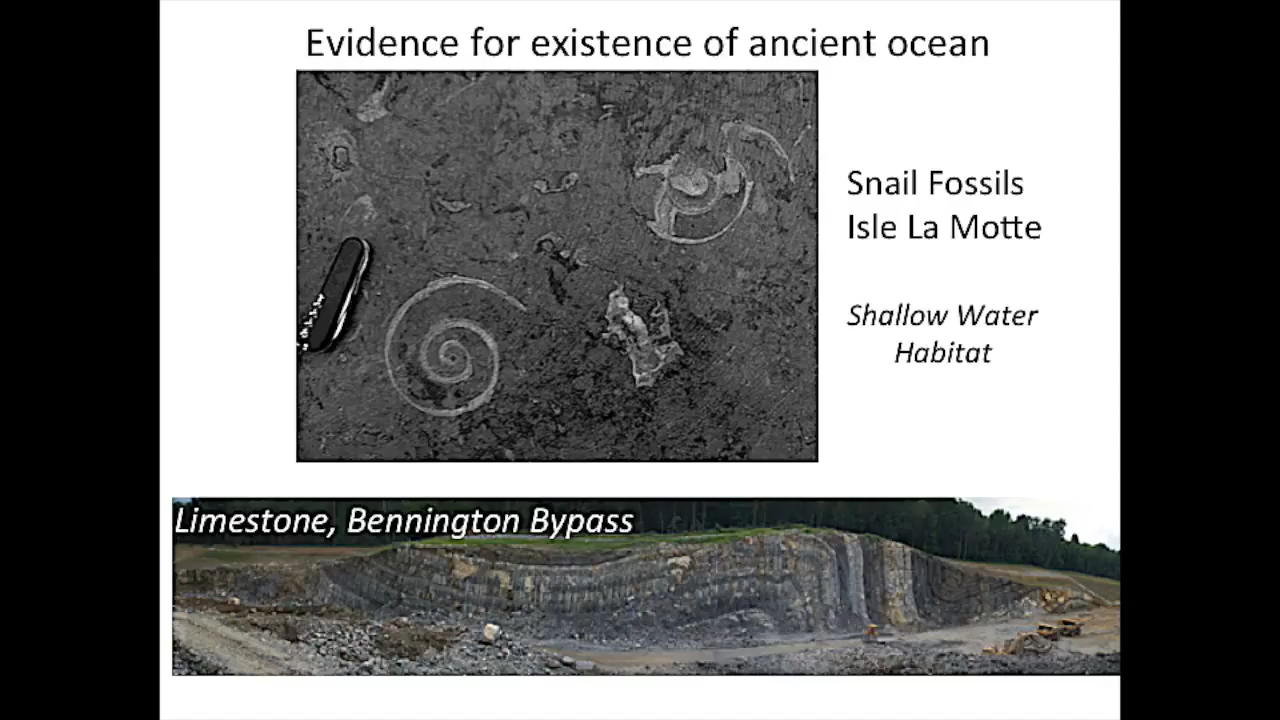 Evidence for existence of ancient ocean
Snail Fossils
Isle La Motte
Shallow Water
Habitat
Limestone, Bennington Bypass